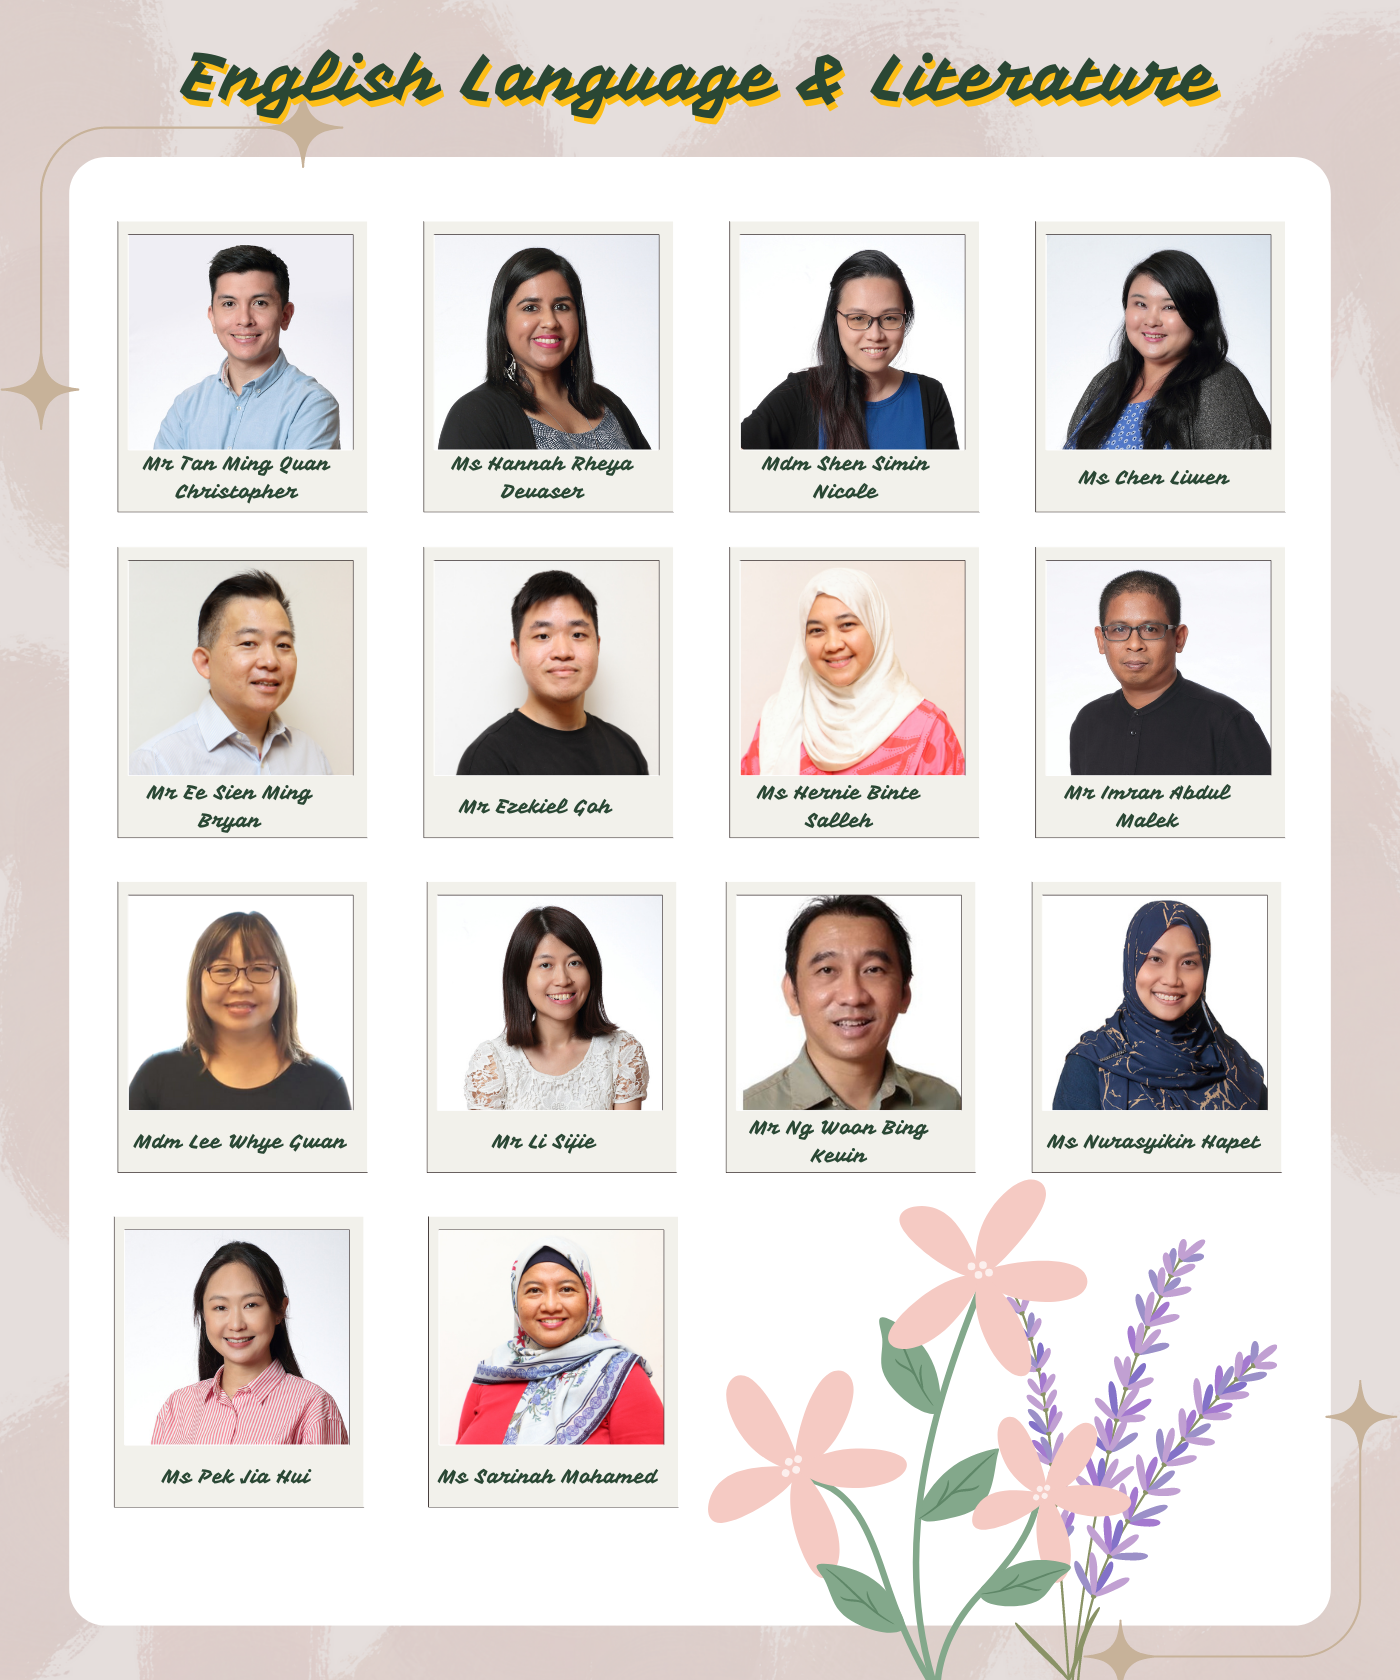 English Language & Literature
Mr Tan Ming Quan
Christopher
Ms Hannah Rheya
Devaser
Mdm Shen Simin
Nicole
Ms Chen Liwen
Mr Ee Sien Ming
Bryan
Mr Ezekiel Goh
Ms Hernie Binte
Salleh
Mr Imran Abdul
Malek
Mdm Lee Whye Gwan
Mr Li Sijie
Mr Ng Woon Bing
Kevin
Ms Nurasyikin Hapet
Ms Pek Jia Hui
Ms Sarinah Mohamed